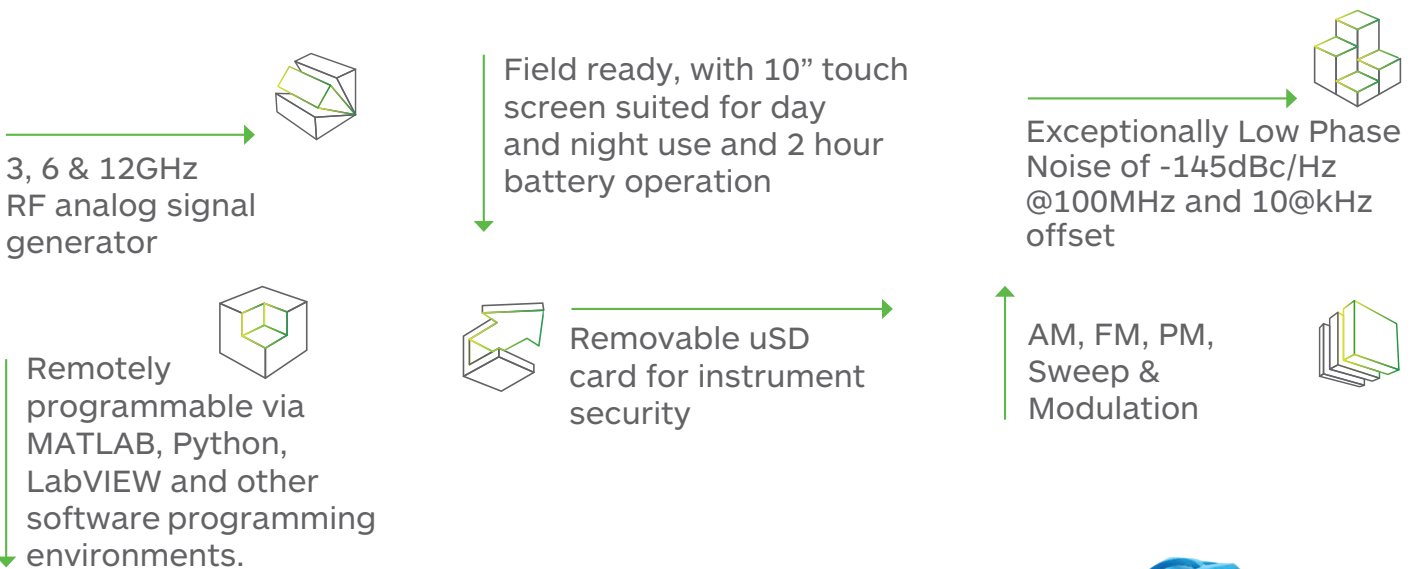 3, 6 & 12GHz
RF analog signal
generator
Field ready, with 10” touch
screen suited for day
and night use and 2 hour
battery operation
Exceptionally Low Phase
Noise of -145dBc/Hz
@100MHz and 10@kHz
offset
Remotely
programmable via
MATLAB, Python,
LabVIEW and other
software programming
environments.
Removable uSD
card for instrument
security
AM, FM, PM,
Sweep &
Modulation